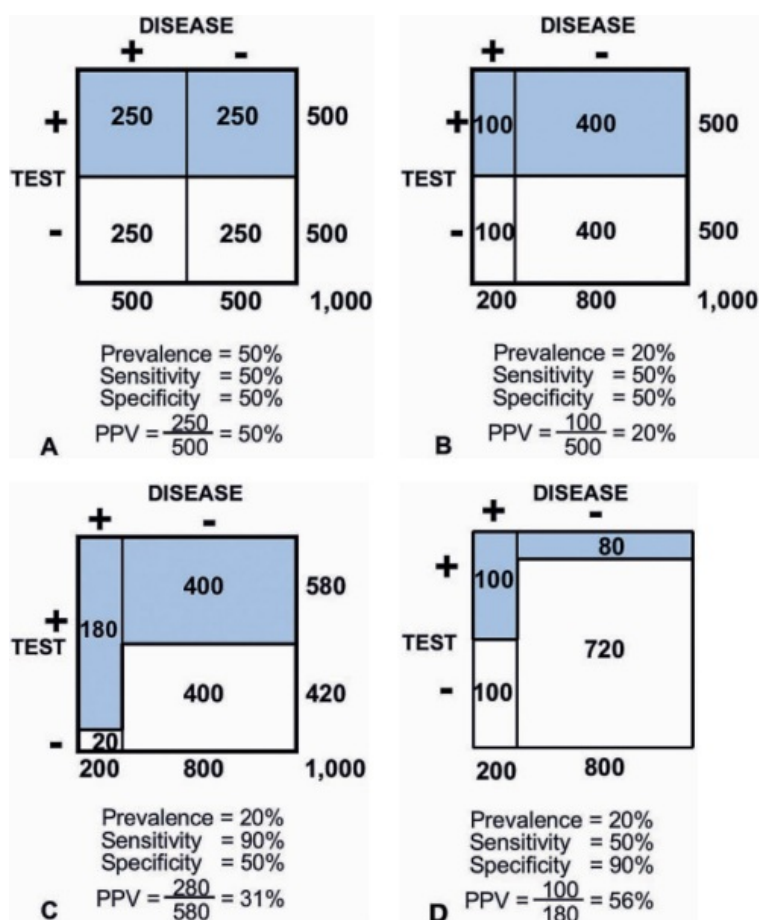 DISEASE
+ -
+ 250 250 500
TEST
- 250 250 500
500 500 1,000
Prevalence = 50%
Sensitivity = 50%
Specificity = 50%
PPV = 250/500 = 50%
A
DISEASE
+ -
+ 100 400 500
TEST
- 100 400 500
200 800 1,000
Prevalence = 20%
Sensitivity = 50%
Specificity = 50%
PPV = 100/500 = 20%
B
DISEASE
+ -
400 580
+ 180
TEST
400 420
- 20
200 800 1,000
Prevalence = 20%
Sensitivity = 90%
Specificity = 50%
PPV = 280/580 = 31%
C
DISEASE
+ -
80
+ 100
TEST 720
- 100
200 800
Prevalence = 20%
Sensitivity = 50%
Specificity = 90%
PPV = 100/180 = 56%
D